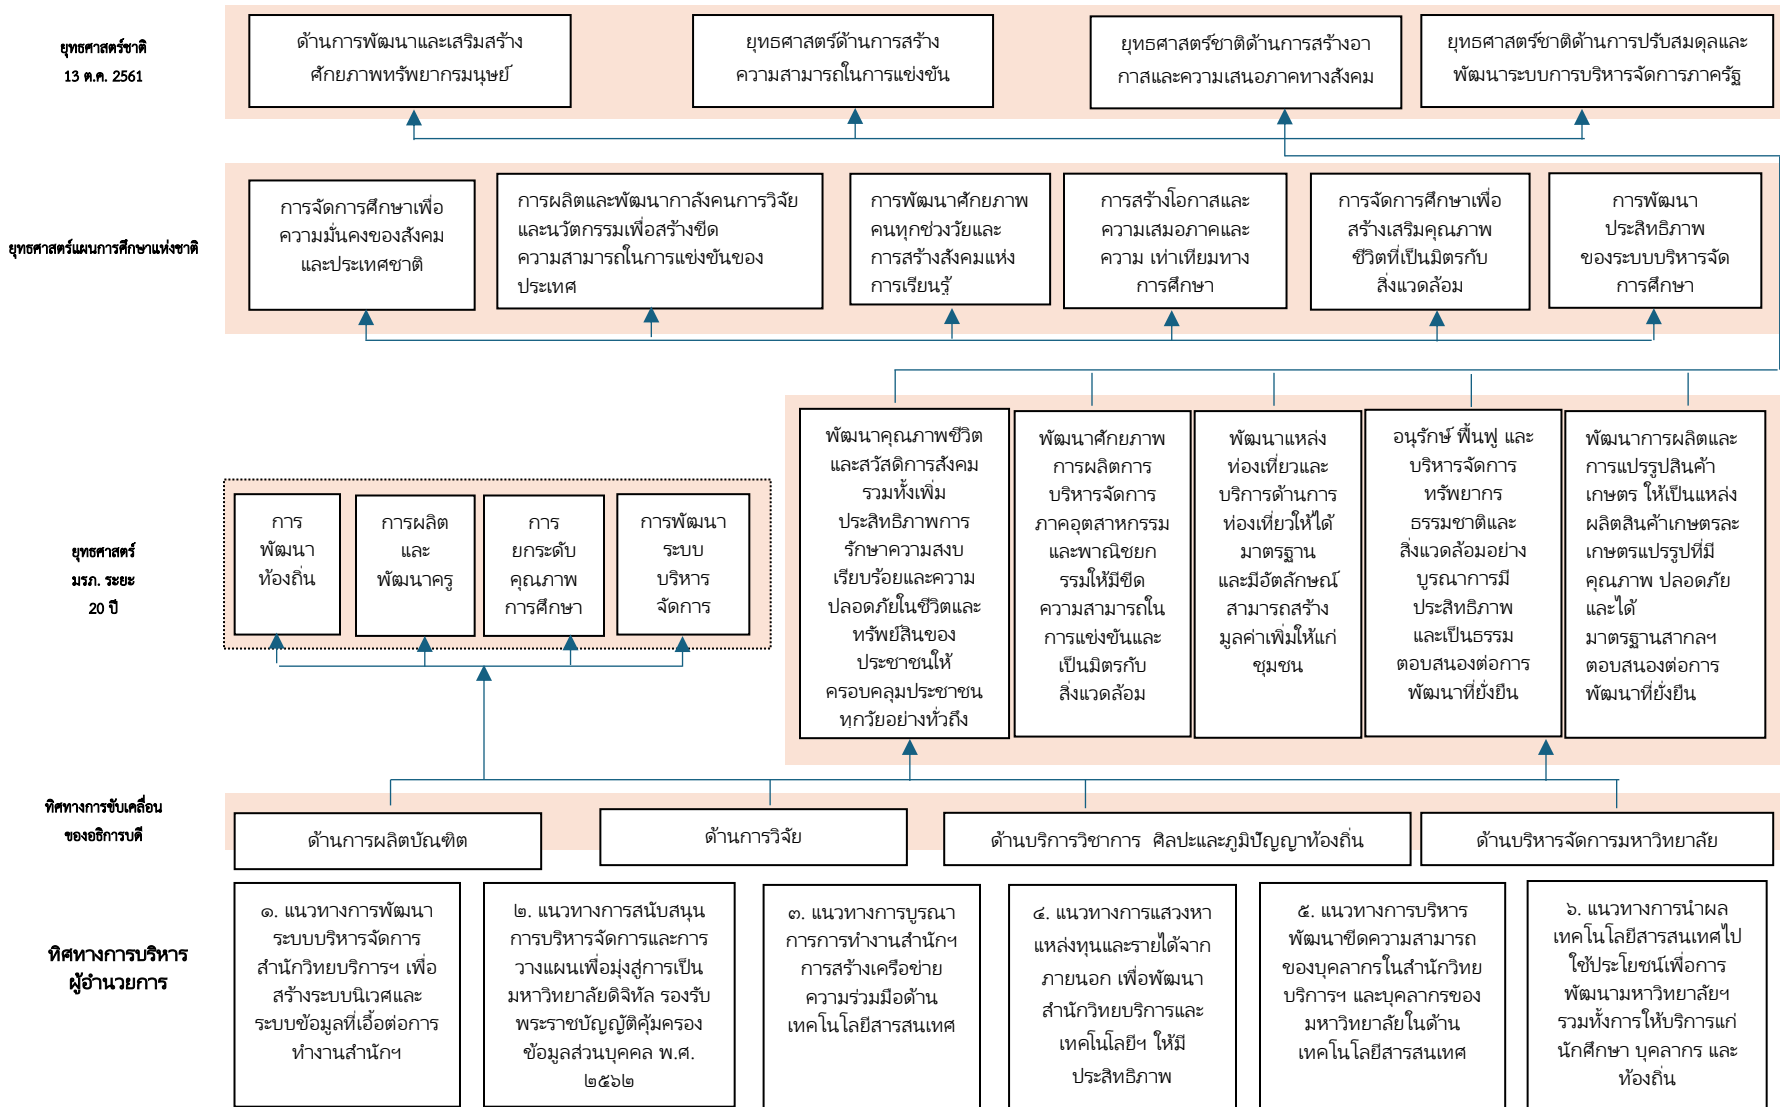 ยุทธศาสตร์ชาติ
13 ต.ค. 2561
ด้านการพัฒนาและเสริมสร้าง
ศักยภาพทรัพยากรมนุษย์
ยุทธศาสตร์ด้านการสร้าง
ความสามารถในการแข่งขัน
ยุทธศาสตร์ชาติด้านการสร้างอา
กาสและความเสนอภาคทางสังคม
ยุทธศาสตร์ชาติด้านการปรับสมดุลและ
พัฒนาระบบการบริหารจัดการภาครัฐ
ยุทธศาสตร์แผนการศึกษาแห่งชาติ
การจัดการศึกษาเพื่อ
ความมั่นคงของสังคม
และประเทศชาติ
การผลิตและพัฒนากาลังคนการวิจัย
และนวัตกรรมเพื่อสร้างขีด
ความสามารถในการแข่งขันของ
ประเทศ
การพัฒนาศักยภาพ
คนทุกช่วงวัยและ
การสร้างสังคมแห่ง
การเรียนรู้
การสร้างโอกาสและ
ความเสมอภาคและ
ความ เท่าเทียมทาง
การศึกษา
การจัดการศึกษาเพื่อ
สร้างเสริมคุณภาพ
ชีวิตที่เป็นมิตรกับ
สิ่งแวดล้อม
การพัฒนา
ประสิทธิภาพ
ของระบบบริหารจัด
การศึกษา
ยุทธศาสตร์
มรภ. ระยะ
20 ปี
การ
พัฒนา
ท้องถิ่น
การผลิต
และ
พัฒนาครู
การ
ยกระดับ
คุณภาพ
การศึกษา
การพัฒนา
ระบบ
บริหาร
จัดการ
พัฒนาคุณภาพชีวิต
และสวัสดิการสังคม
รวมทั้งเพิ่ม
ประสิทธิภาพการ
รักษาความสงบ
เรียบร้อยและความ
ปลอดภัยในชีวิตและ
ทรัพย์สินของ
ประชาชนให้
ครอบคลุมประชาชน
ทุกวัยอย่างทั่วถึง
พัฒนาศักยภาพ
การผลิตการ
บริหารจัดการ
ภาคอุตสาหกรรม
และพาณิชยก
รรมให้มีขีด
ความสามารถใน
การแข่งขันและ
เป็นมิตรกับ
สิ่งแวดล้อม
พัฒนาแหล่ง
ท่องเที่ยวและ
บริการด้านการ
ท่องเที่ยวให้ได้
มาตรฐาน
และมีอัตลักษณ์
สามารถสร้าง
มูลค่าเพิ่มให้แก่
ชุมชน
อนุรักษ์ ฟื้นฟู และ
บริหารจัดการ
ทรัพยากร
ธรรมชาติและ
สิ่งแวดล้อมอย่าง
บูรณาการมี
ประสิทธิภาพ
และเป็นธรรม
ตอบสนองต่อการ
พัฒนาที่ยั่งยืน
พัฒนาการผลิตและ
การแปรรูปสินค้า
เกษตร ให้เป็นแหล่ง
ผลิตสินค้าเกษตรละ
เกษตรแปรรูปที่มี
คุณภาพ ปลอดภัย
และได้
มาตรฐานสากลฯ
ตอบสนองต่อการ
พัฒนาที่ยั่งยืน
ทิศทางการขับเคลื่อน
ของอธิการบดี
ด้านการผลิตบัณฑิต
ด้านการวิจัย
ด้านบริการวิชาการ ศิลปะและภูมิปัญญาท้องถิ่น
ด้านบริหารจัดการมหาวิทยาลัย
ทิศทางการบริหาร
ผู้อำนวยการ
๑. แนวทางการพัฒนา
ระบบบริหารจัดการ
สำนักวิทยบริการฯ เพื่อ
สร้างระบบนิเวศและ
ระบบข้อมูลที่เอื้อต่อการ
ทำงานสำนักฯ
๒. แนวทางการสนับสนุน
การบริหารจัดการและการ
วางแผนเพื่อมุ่งสู่การเป็น
มหาวิทยาลัยดิจิทัล รองรับ
พระราชบัญญัติคุ้มครอง
ข้อมูลส่วนบุคคล พ.ศ.
๒๕๖๒
๓. แนวทางการบูรณา
การการทำงานสำนักฯ
การสร้างเครือข่าย
ความร่วมมือด้าน
เทคโนโลยีสารสนเทศ
๔. แนวทางการแสวงหา
แหล่งทุนและรายได้จาก
ภายนอก เพื่อพัฒนา
สำนักวิทยบริการและ
เทคโนโลยีฯ ให้มี
ประสิทธิภาพ
๕. แนวทางการบริหาร
พัฒนาขีดความสามารถ
ของบุคลากรในสำนักวิทย
บริการฯ และบุคลากรของ
มหาวิทยาลัยในด้าน
เทคโนโลยีสารสนเทศ
๖. แนวทางการนำผล
เทคโนโลยีสารสนเทศไป
ใช้ประโยชน์เพื่อการ
พัฒนามหาวิทยาลัยฯ
รวมทั้งการให้บริการแก่
นักศึกษา บุคลากร และ
ท้องถิ่น